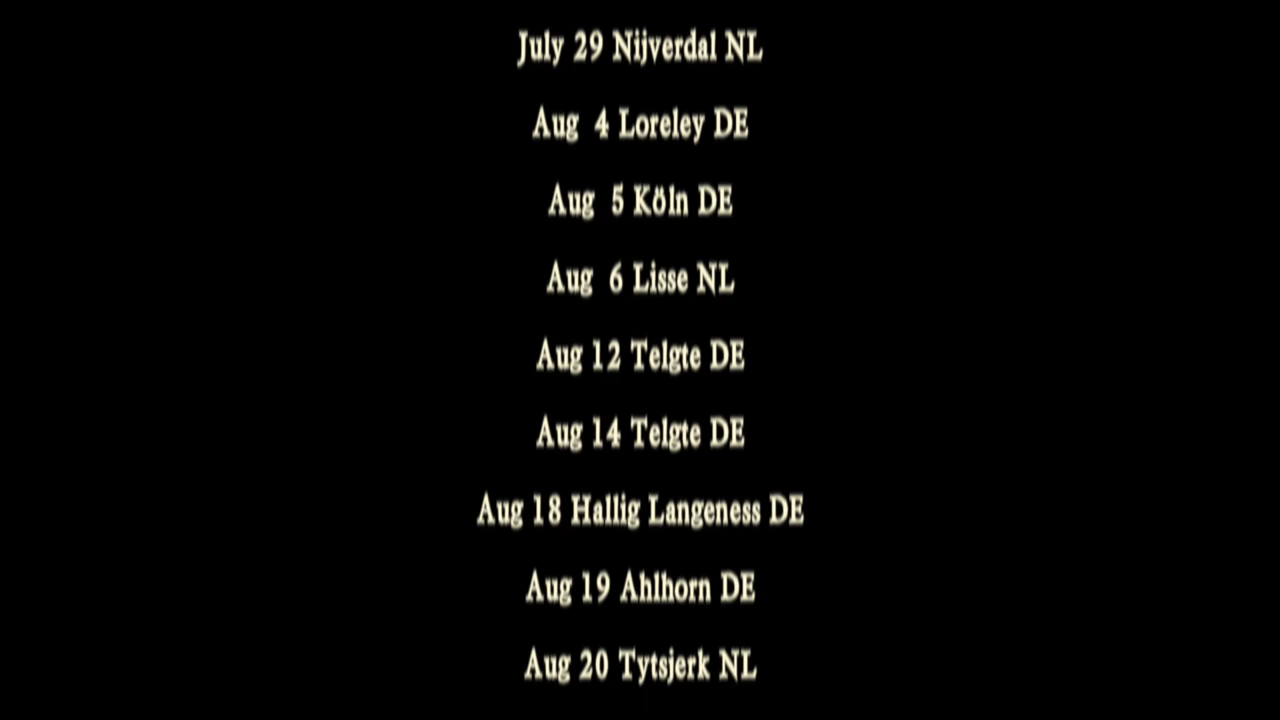 July 29 Nijverdal NL
Aug  4 Loreley DE
Aug  5 Köln DE
Aug  6 Lisse NL
Aug 12 Telgte DE
Aug 14 Telgte DE
Aug 18 Hallig Langeness DE
Aug 19 Ahlhorn DE
Aug 20 Tytsjerk NL